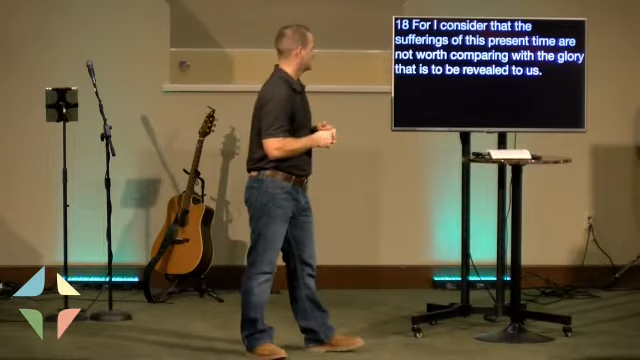 18 For I consider that the
sufferings of this present time are
not worth comparing with the glory
that is to be revealed to us.